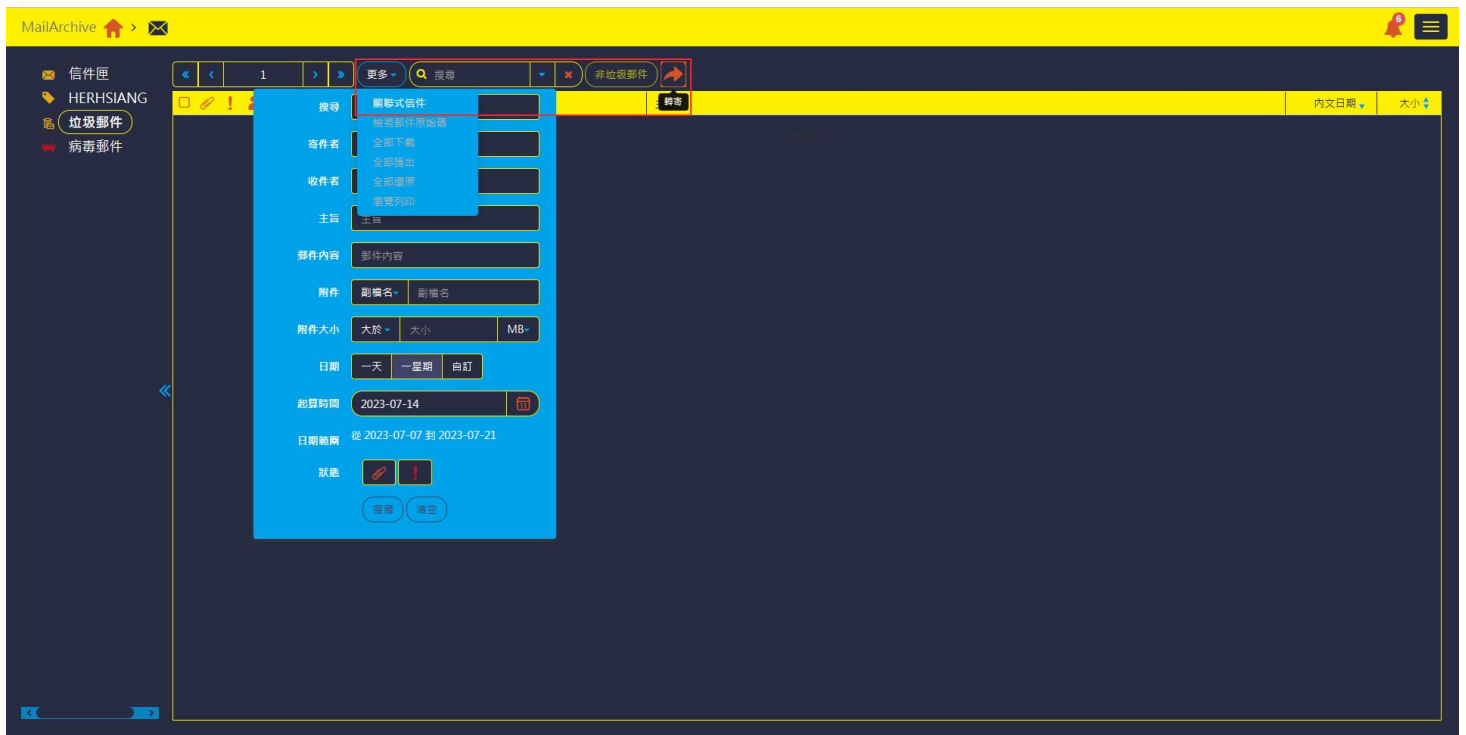 MailArchive
6
信件匣
HERHSIANG
垃圾郵件
病毒郵件
« ‹ 1 › »
更多
搜尋
非垃圾郵件
轉寄
內文日期
大小
關聯式信件
檢視郵件原始碼
全部下載
全部匯出
全部還原
瀏覽列印
搜尋
寄件者
收件者
主旨 主旨
郵件內容 郵件內容
附件 副檔名 副檔名
附件大小 大於 大小 MB
日期 一天 一星期 自訂
起算時間 2023-07-14
日期範圍 從 2023-07-07 到 2023-07-21
狀態
搜尋 清空